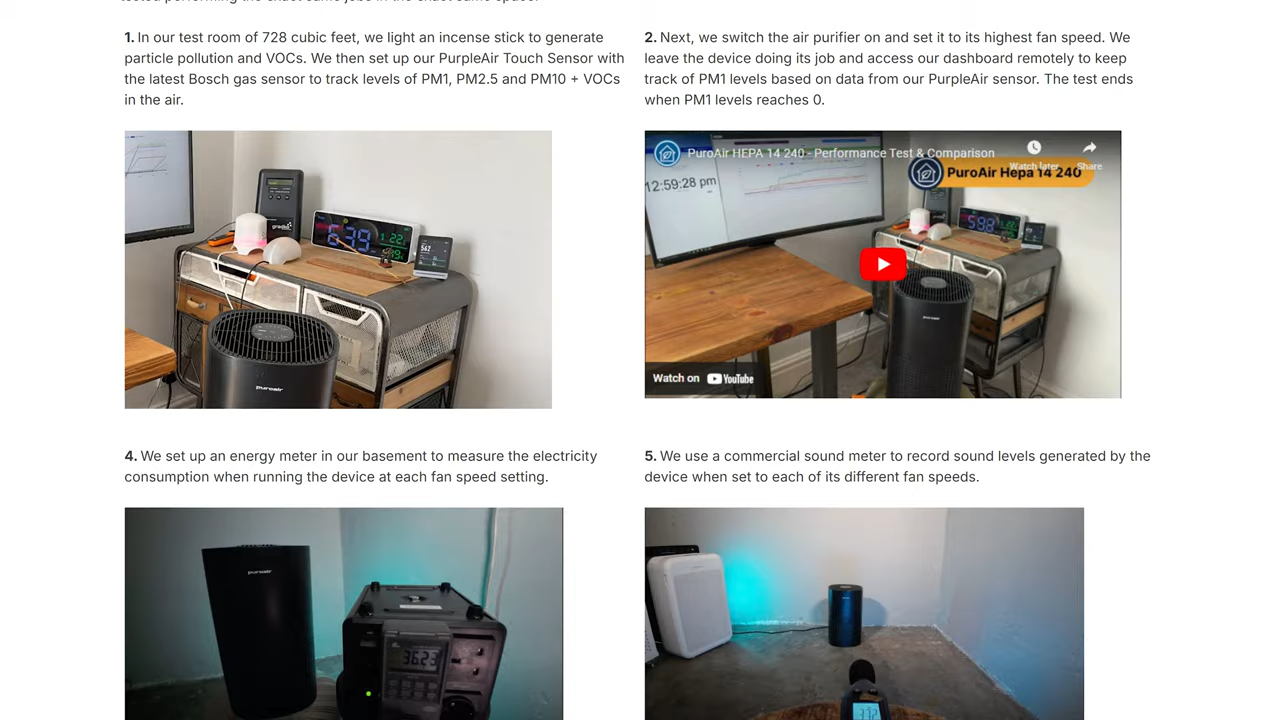 1. In our test room of 728 cubic feet, we light an incense stick to generate
particle pollution and VOCs. We then set up our PurpleAir Touch Sensor with
the latest Bosch gas sensor to track levels of PM1, PM2.5 and PM10 + VOCs
in the air.
2. Next, we switch the air purifier on and set it to its highest fan speed. We
leave the device doing its job and access our dashboard remotely to keep
track of PM1 levels based on data from our PurpleAir sensor. The test ends
when PM1 levels reaches 0.
639
puroair
PuroAir HEPA 14 240 - Performance Test & Comparison
Watch later
Share
PuroAir Hepa 14 240
12:59:28 pm
598
Watch on YouTube
4. We set up an energy meter in our basement to measure the electricity
consumption when running the device at each fan speed setting.
5. We use a commercial sound meter to record sound levels generated by the
device when set to each of its different fan speeds.
puroair
36.23